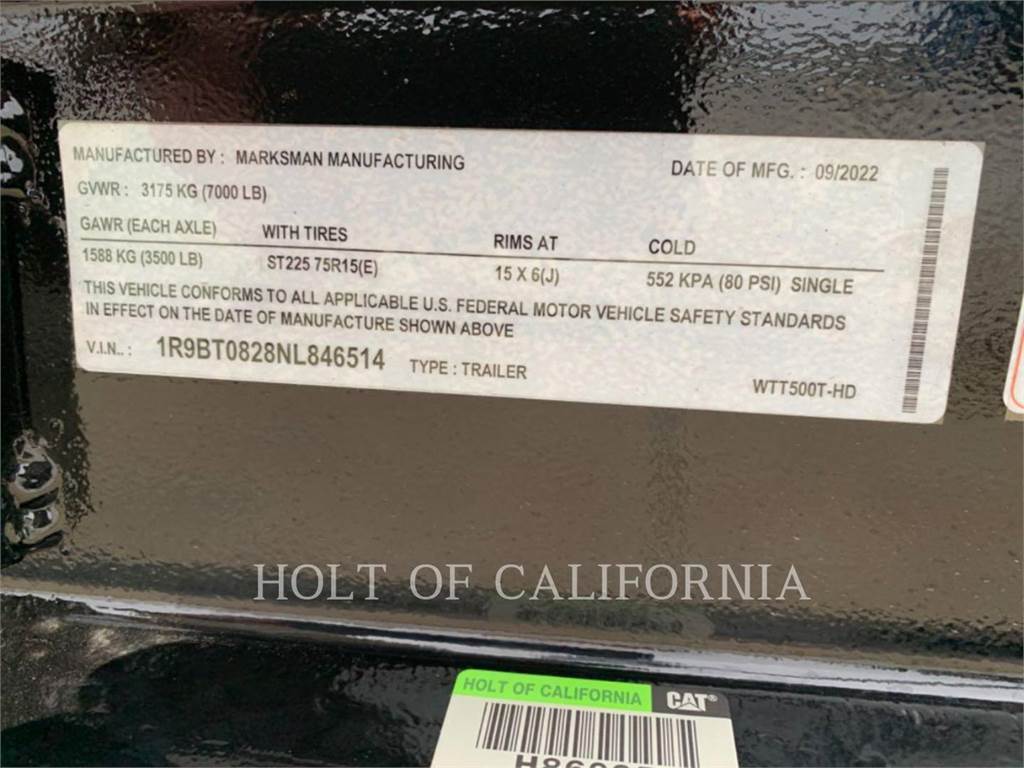 MANUFACTURED BY : MARKSMAN MANUFACTURING DATE OF MFG. : 09/2022
GVWR : 3175 KG (7000 LB)
GAWR (EACH AXLE) WITH TIRES RIMS AT COLD
1588 KG (3500 LB) ST225 75R15(E) 15 X 6(J) 552 KPA (80 PSI) SINGLE
THIS VEHICLE CONFORMS TO ALL APPLICABLE U.S. FEDERAL MOTOR VEHICLE SAFETY STANDARDS
IN EFFECT ON THE DATE OF MANUFACTURE SHOWN ABOVE
V.I.N.. : 1R9BT0828NL846514 TYPE : TRAILER WTT500T-HD
HOLT OF CALIFORNIA
HOLT OF CALIFORNIA CAT®